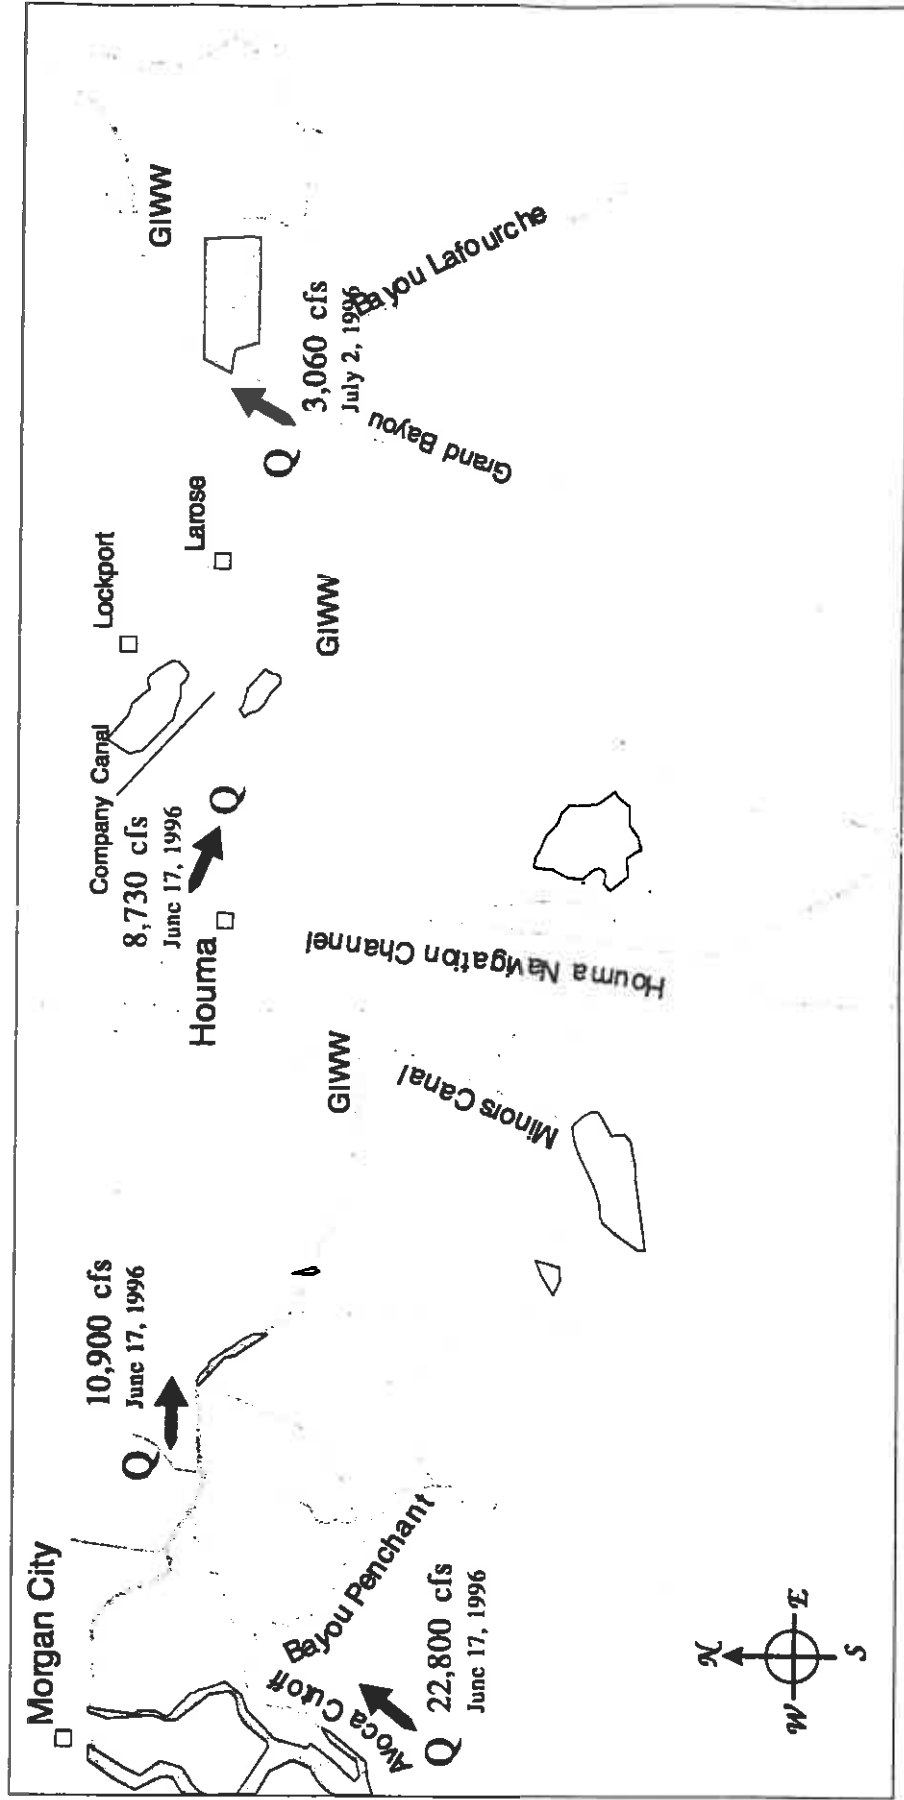 Morgan City
Q
10,900 cfs
June 17, 1996
Avoca Cutoff
Bayou Penchant
Q
22,800 cfs
June 17, 1996
GIWW
Minors Canal
Houma
8,730 cfs
June 17, 1996
Q
Company Canal
Houma Navigation Channel
Lockport
Larose
GIWW
Q
3,060 cfs
July 2, 1996
Grand Bayou
Bayou Lafourche
GIWW
N
W
E
S